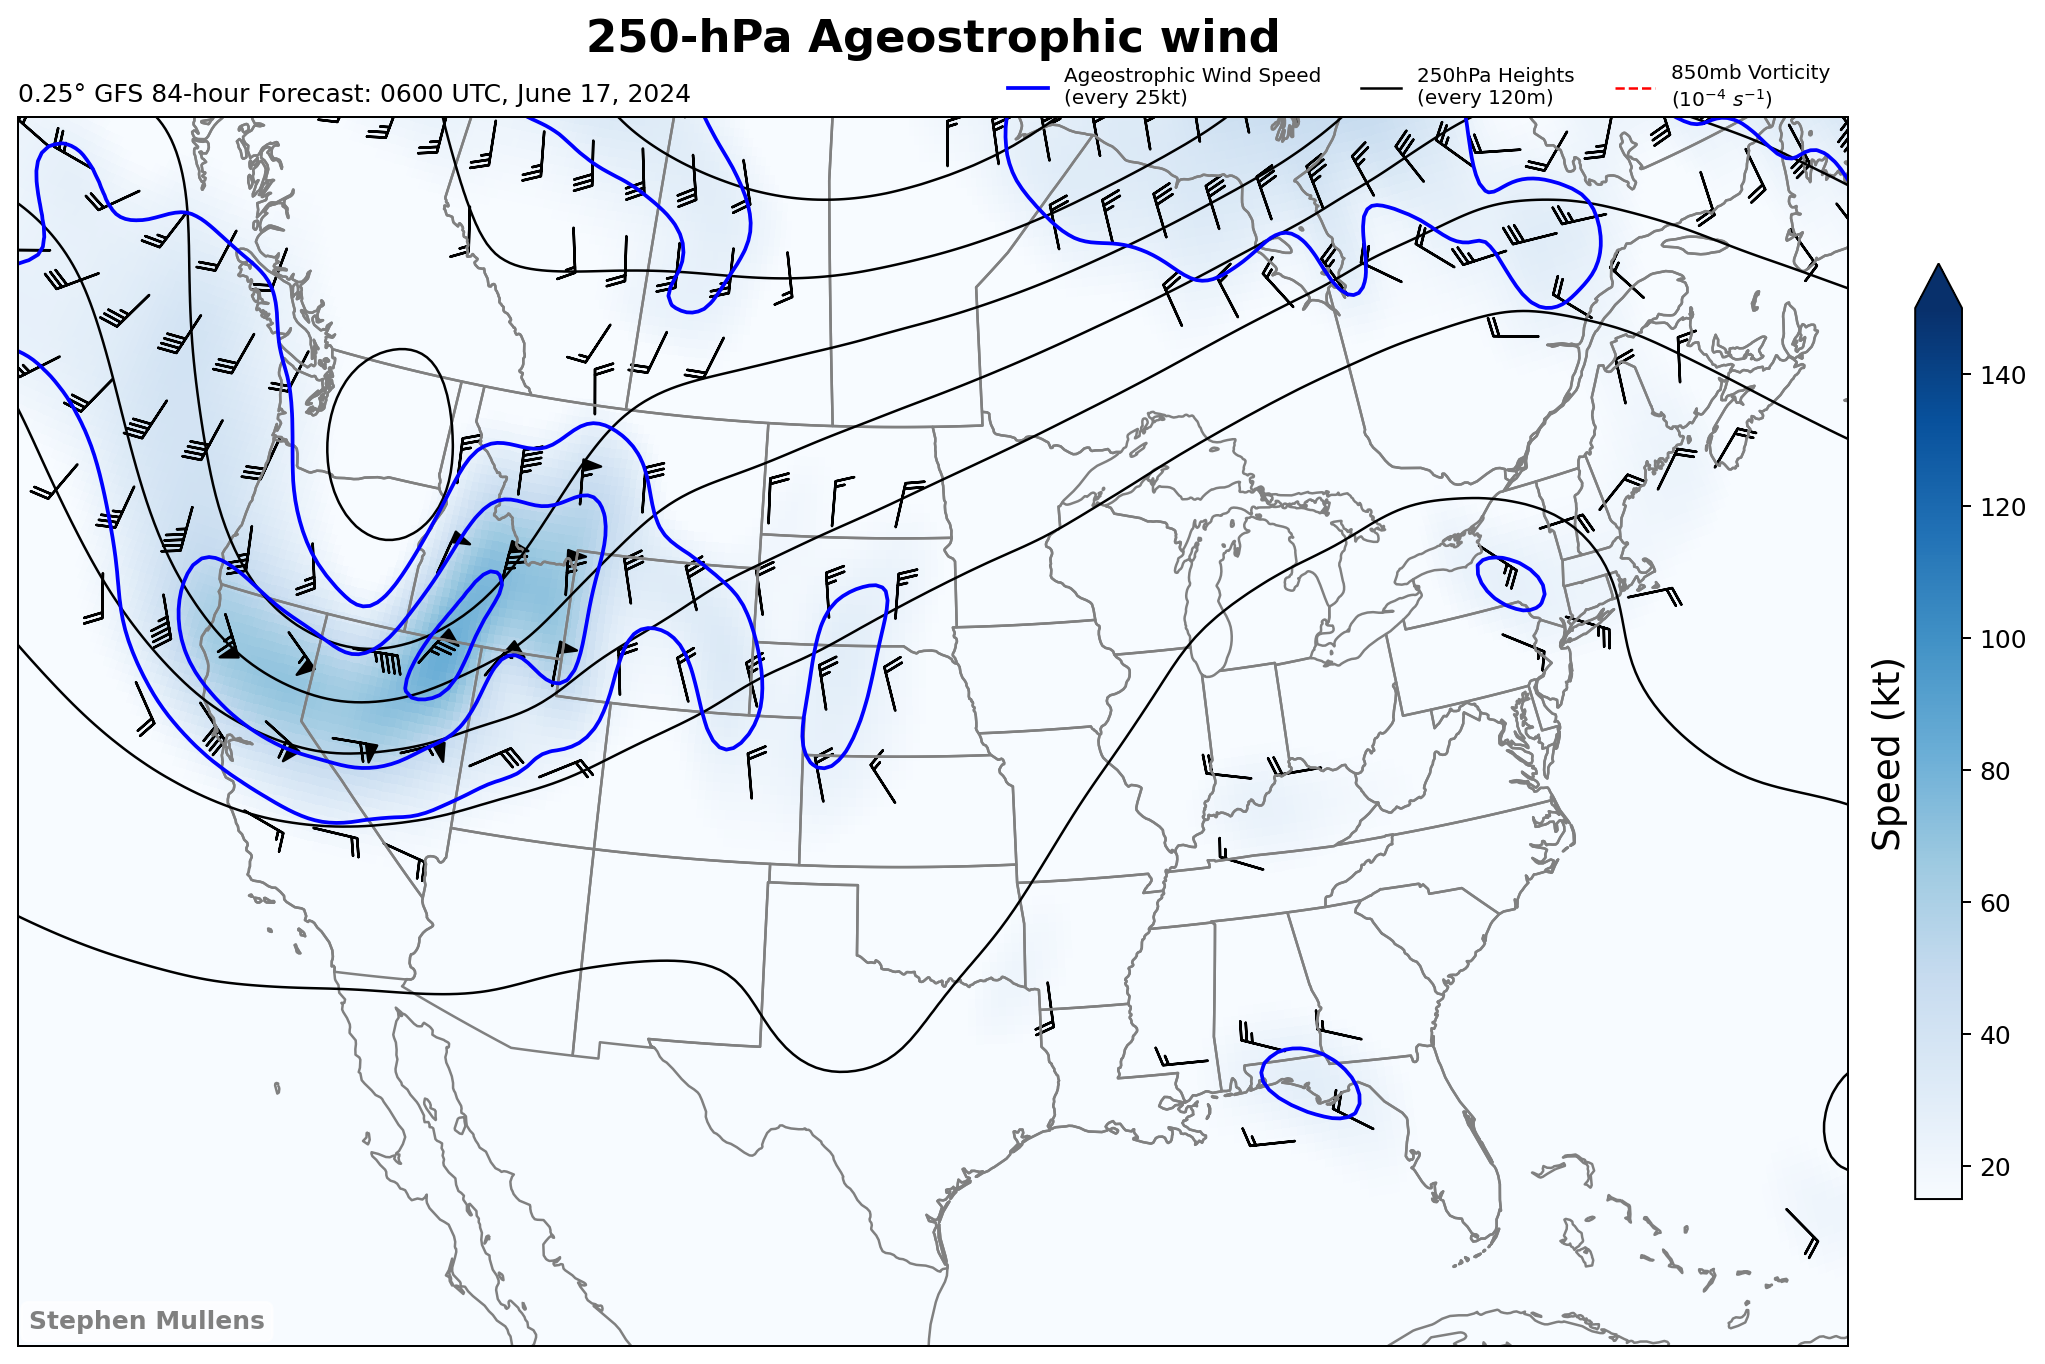 250-hPa Ageostrophic wind
0.25° GFS 84-hour Forecast: 0600 UTC, June 17, 2024
Ageostrophic Wind Speed
(every 25kt)
250hPa Heights
(every 120m)
850mb Vorticity
(10⁻⁴ s⁻¹)
140
120
100
80
60
40
20
Speed (kt)
Stephen Mullens